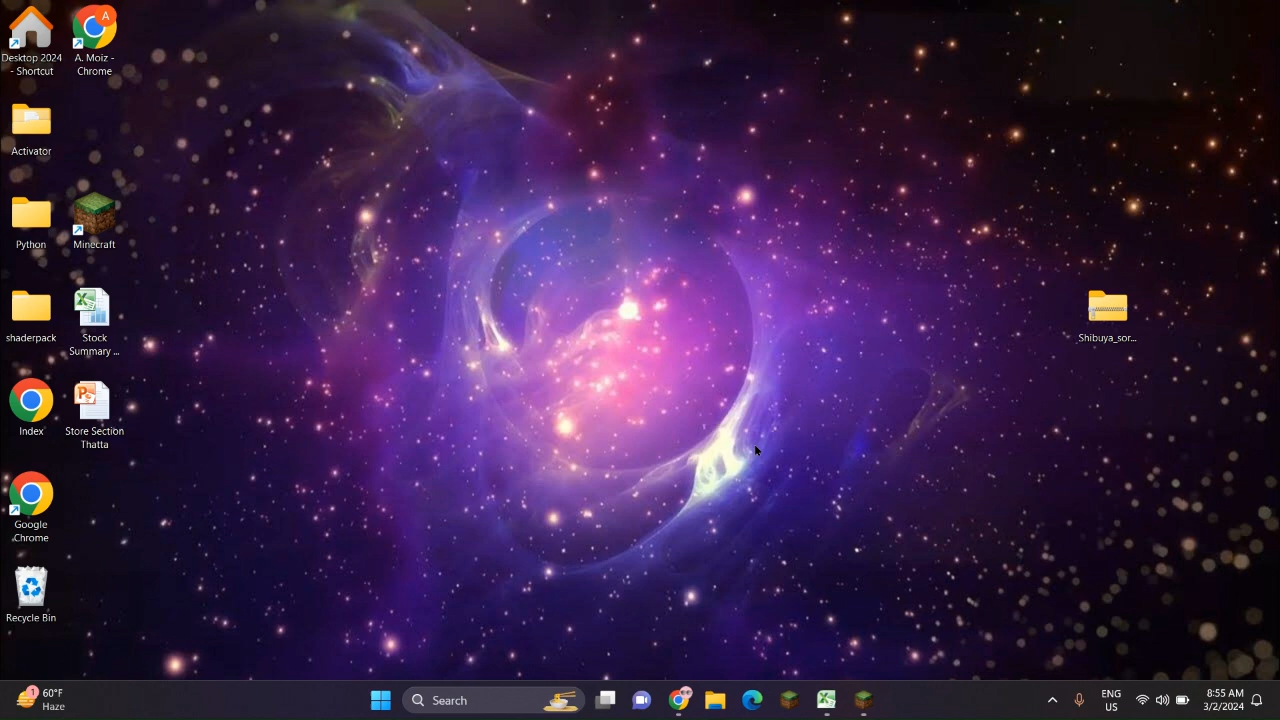 Desktop 2024
- Shortcut
A. Moiz -
Chrome
Activator
Python
Minecraft
shaderpack
Stock
Summary ...
Index
Store Section
Thatta
Google
Chrome
Recycle Bin
Shibuya_sor...
1
60°F
Haze
Search
ENG
US
8:55 AM
3/2/2024